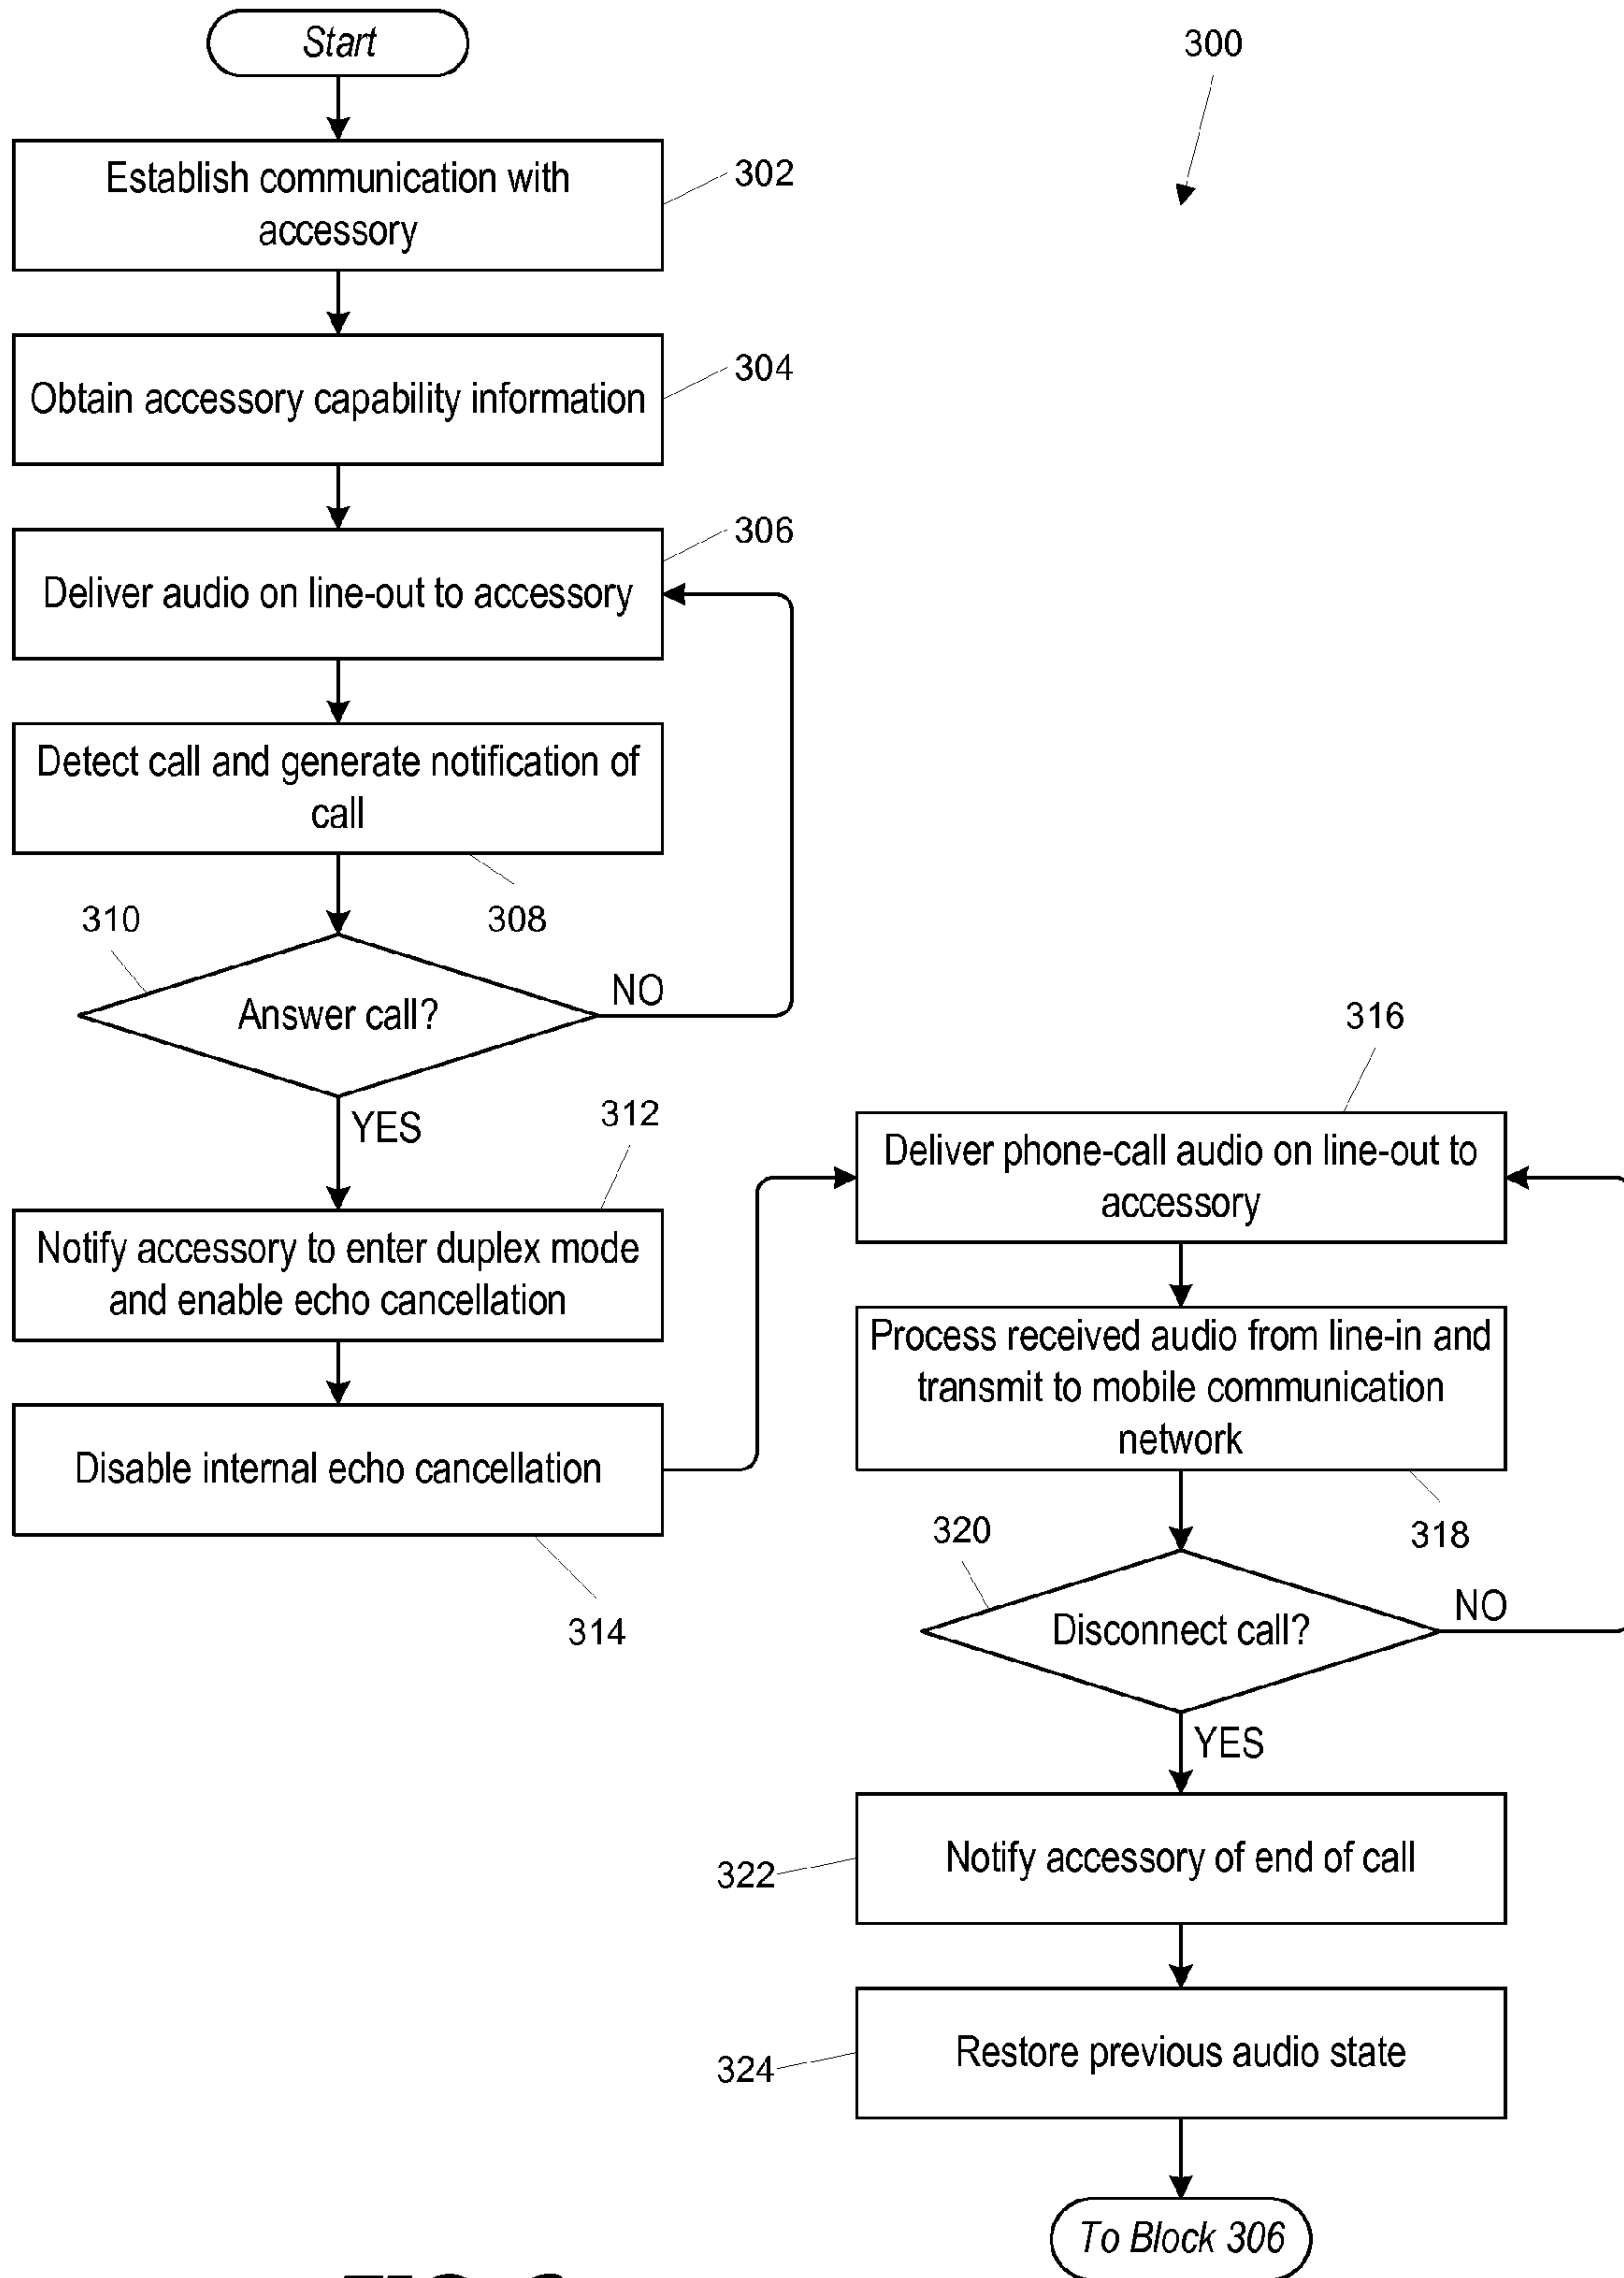 Start
300
Establish communication with
accessory
302
Obtain accessory capability information
304
306
Deliver audio on line-out to accessory
Detect call and generate notification of
call
308
310
Answer call?
NO
YES
312
Notify accessory to enter duplex mode
and enable echo cancellation
Disable internal echo cancellation
314
316
Deliver phone-call audio on line-out to
accessory
Process received audio from line-in and
transmit to mobile communication
network
318
320
Disconnect call?
NO
YES
Notify accessory of end of call
322
Restore previous audio state
324
To Block 306